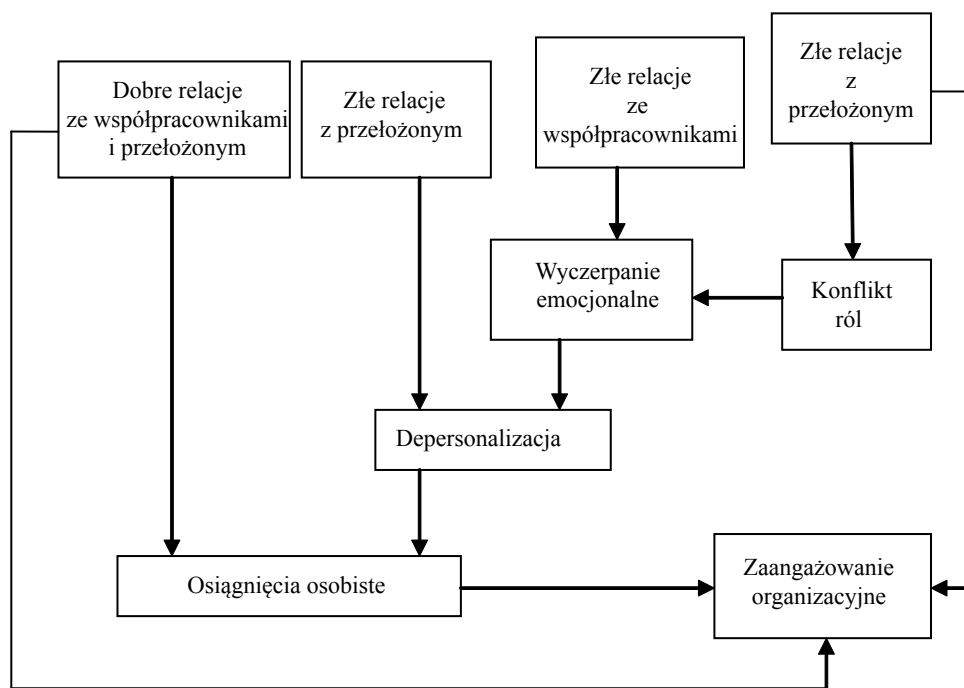 Dobre relacje
ze współpracownikami
i przełożonym
Złe relacje
z przełożonym
Złe relacje
ze
współpracownikami
Złe relacje
z
przełożonym
Wyczerpanie
emocjonalne
Konflikt
ról
Depersonalizacja
Osiągnięcia osobiste
Zaangażowanie
organizacyjne